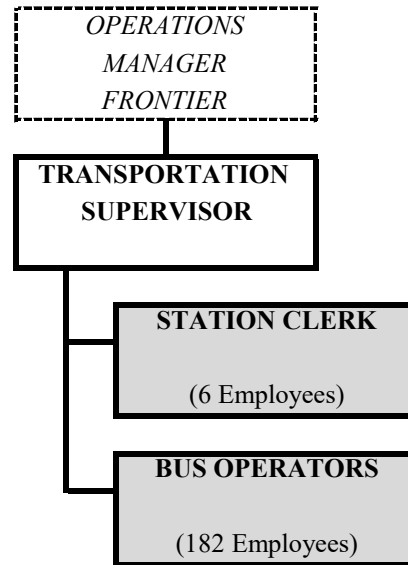 OPERATIONS
MANAGER
FRONTIER
TRANSPORTATION
SUPERVISOR
STATION CLERK
(6 Employees)
BUS OPERATORS
(182 Employees)